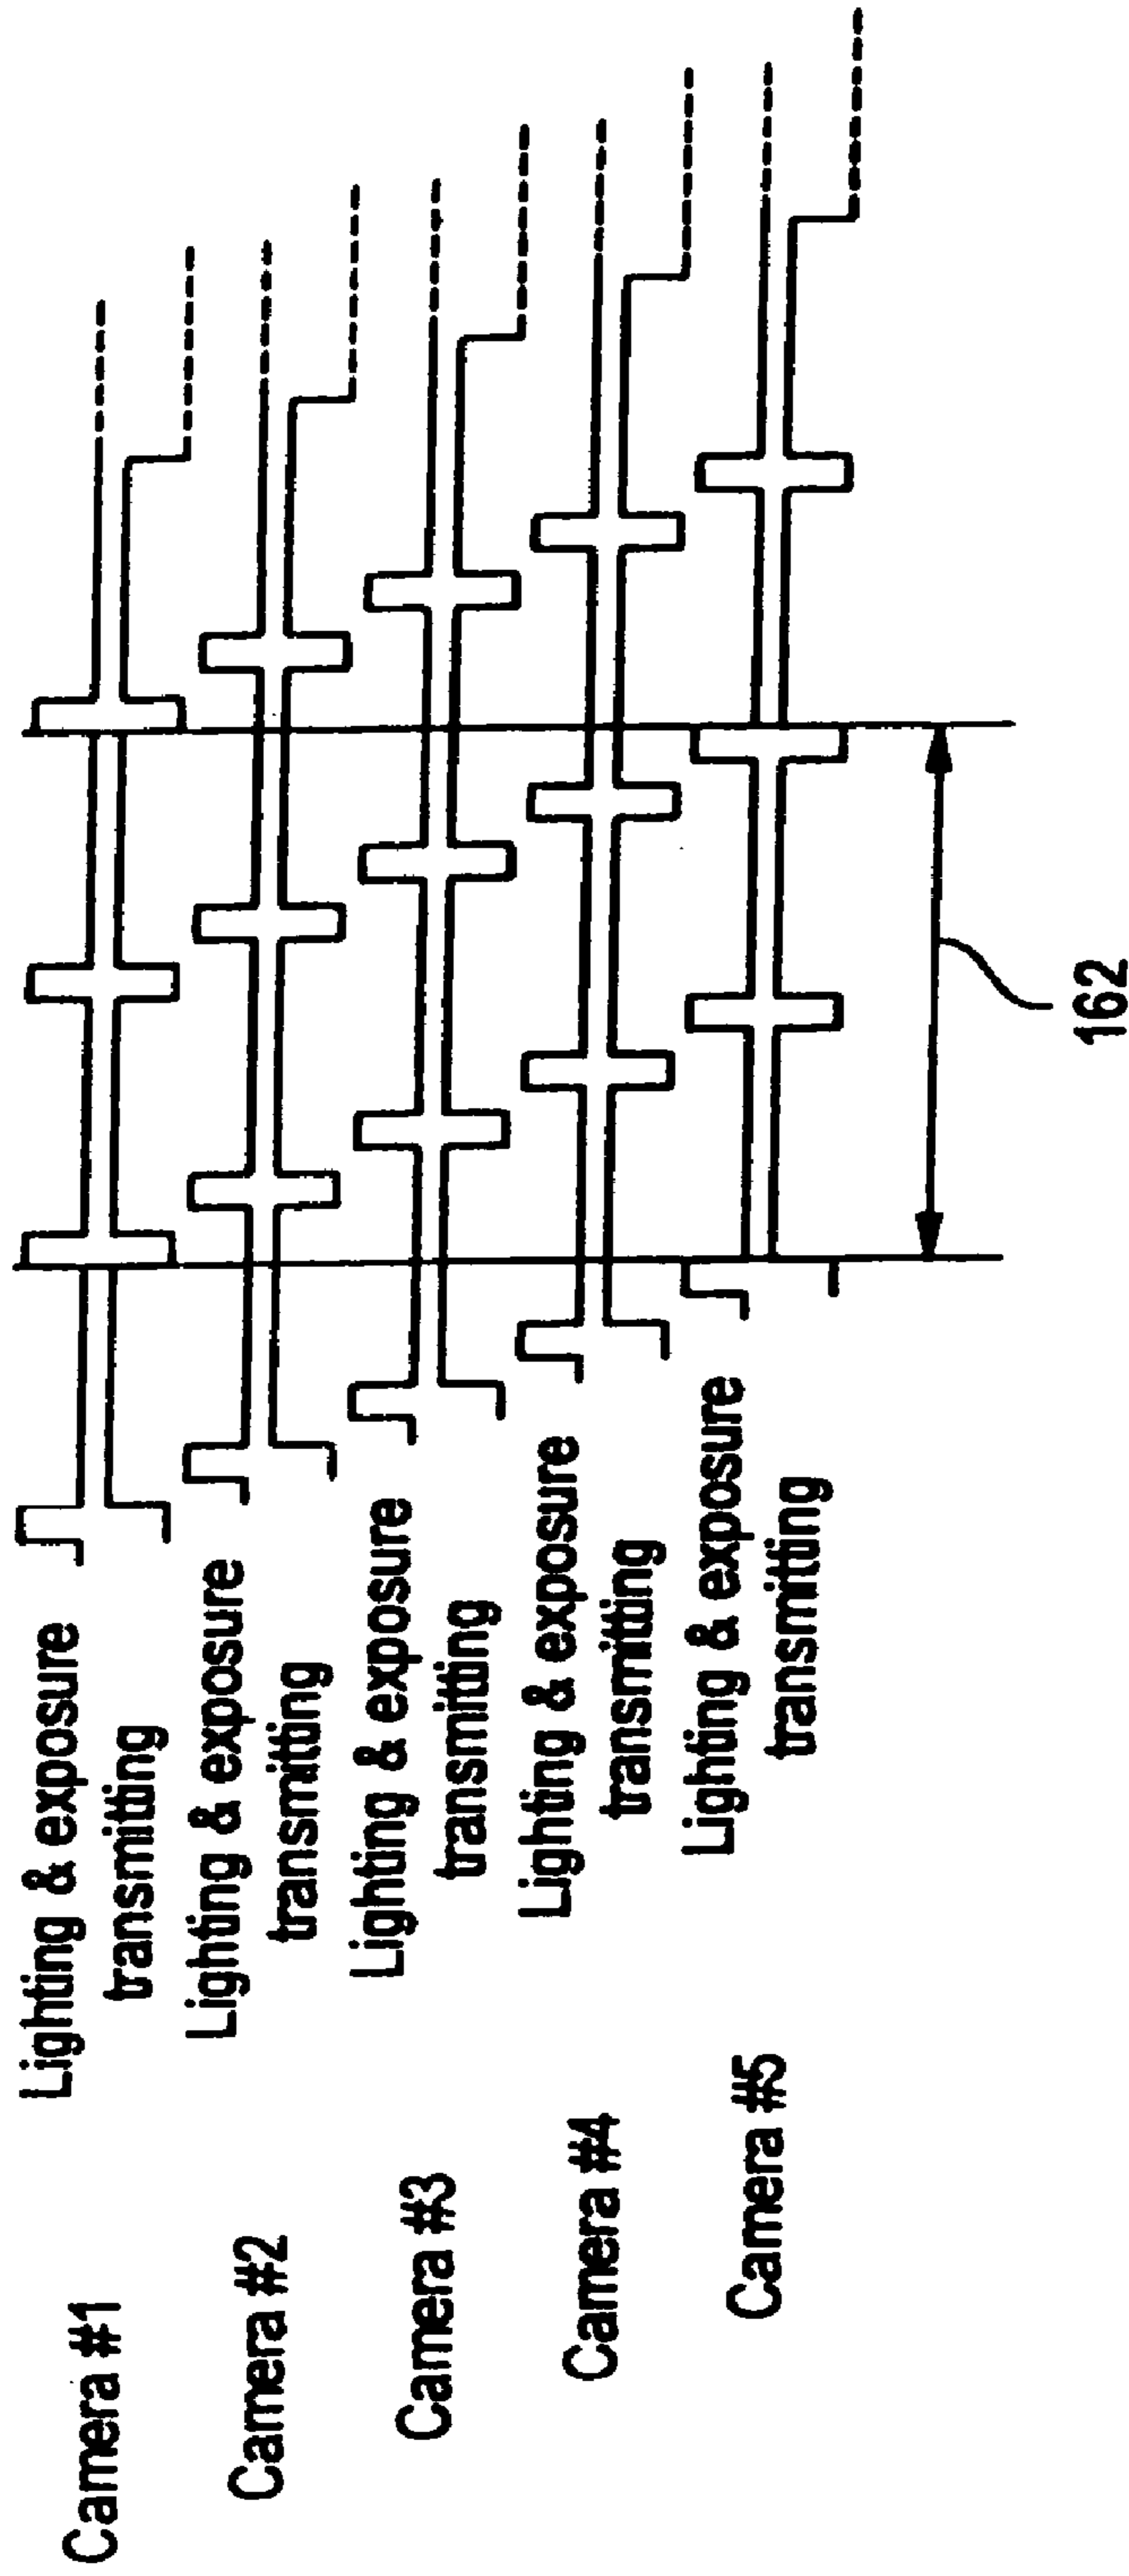 Camera #1
Lighting & exposure
transmitting
Camera #2
Lighting & exposure
transmitting
Camera #3
Lighting & exposure
transmitting
Camera #4
Lighting & exposure
transmitting
Camera #5
Lighting & exposure
transmitting
162